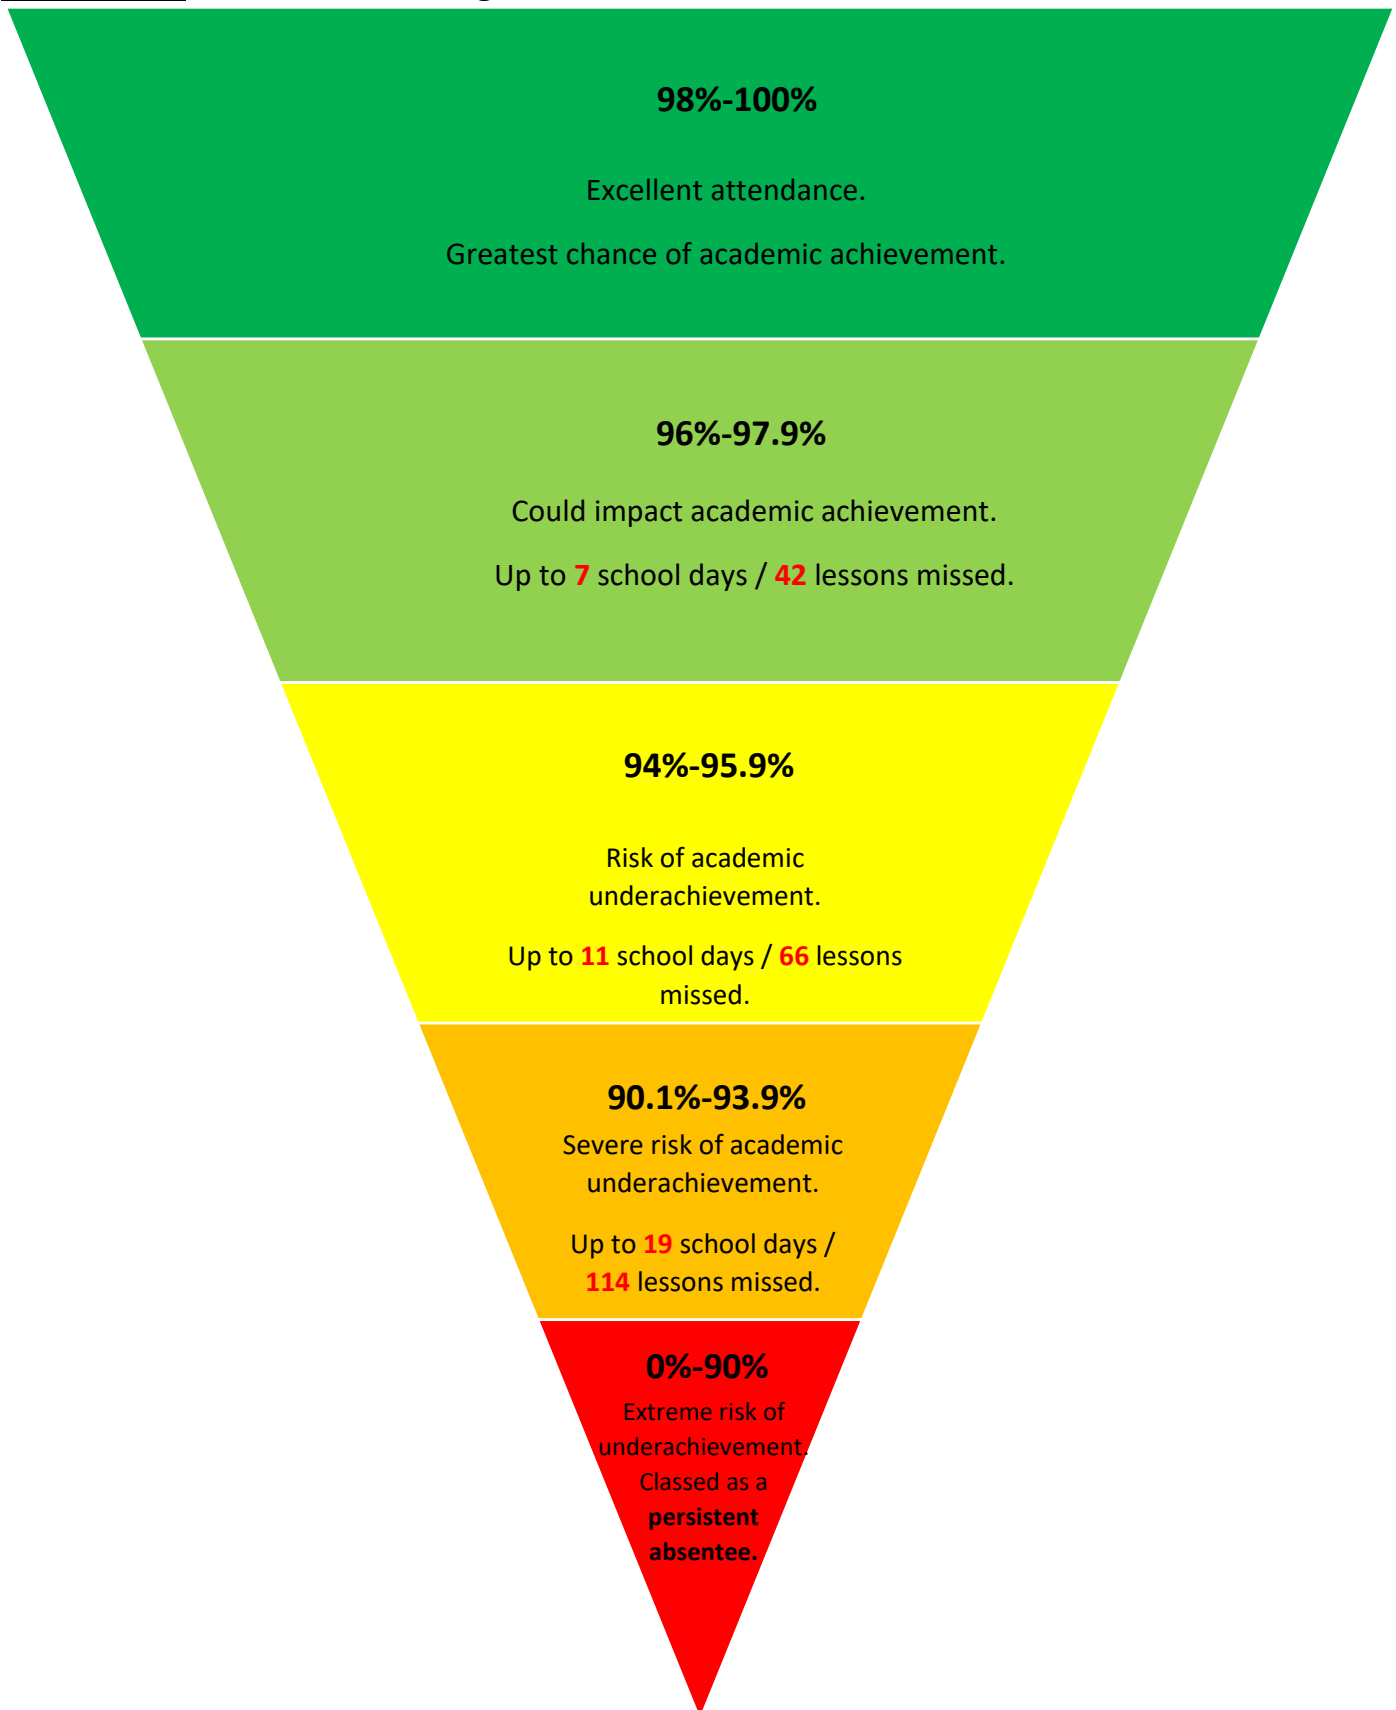 98%-100%
Excellent attendance.
Greatest chance of academic achievement.
96%-97.9%
Could impact academic achievement.
Up to 7 school days / 42 lessons missed.
94%-95.9%
Risk of academic
underachievement.
Up to 11 school days / 66 lessons
missed.
90.1%-93.9%
Severe risk of academic
underachievement.
Up to 19 school days /
114 lessons missed.
0%-90%
Extreme risk of
underachievement.
Classed as a
persistent
absentee.